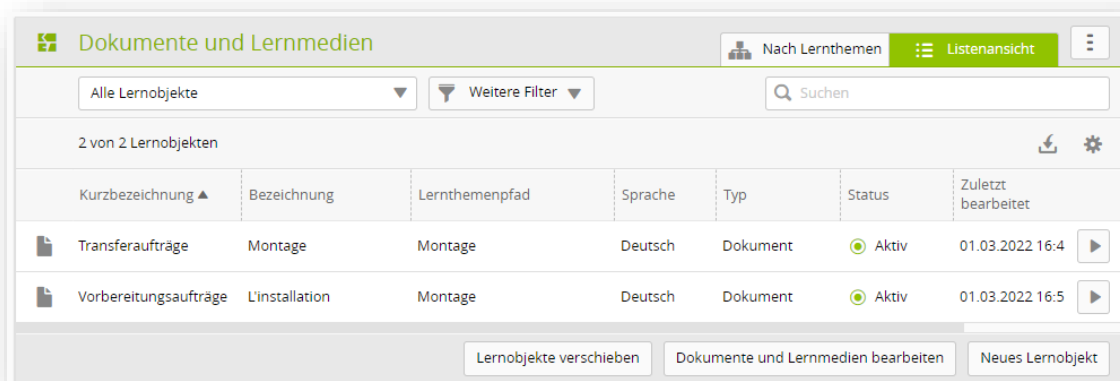 Dokumente und Lernmedien
Nach Lernthemen
Listenansicht
Alle Lernobjekte
Weitere Filter
Suchen
2 von 2 Lernobjekten
Kurzbezeichnung Bezeichnung Lernthemenpfad Sprache Typ Status Zuletzt
bearbeitet
Transferaufträge Montage Montage Deutsch Dokument Aktiv 01.03.2022 16:4
Vorbereitungsaufträge L'installation Montage Deutsch Dokument Aktiv 01.03.2022 16:5
Lernobjekte verschieben
Dokumente und Lernmedien bearbeiten
Neues Lernobjekt